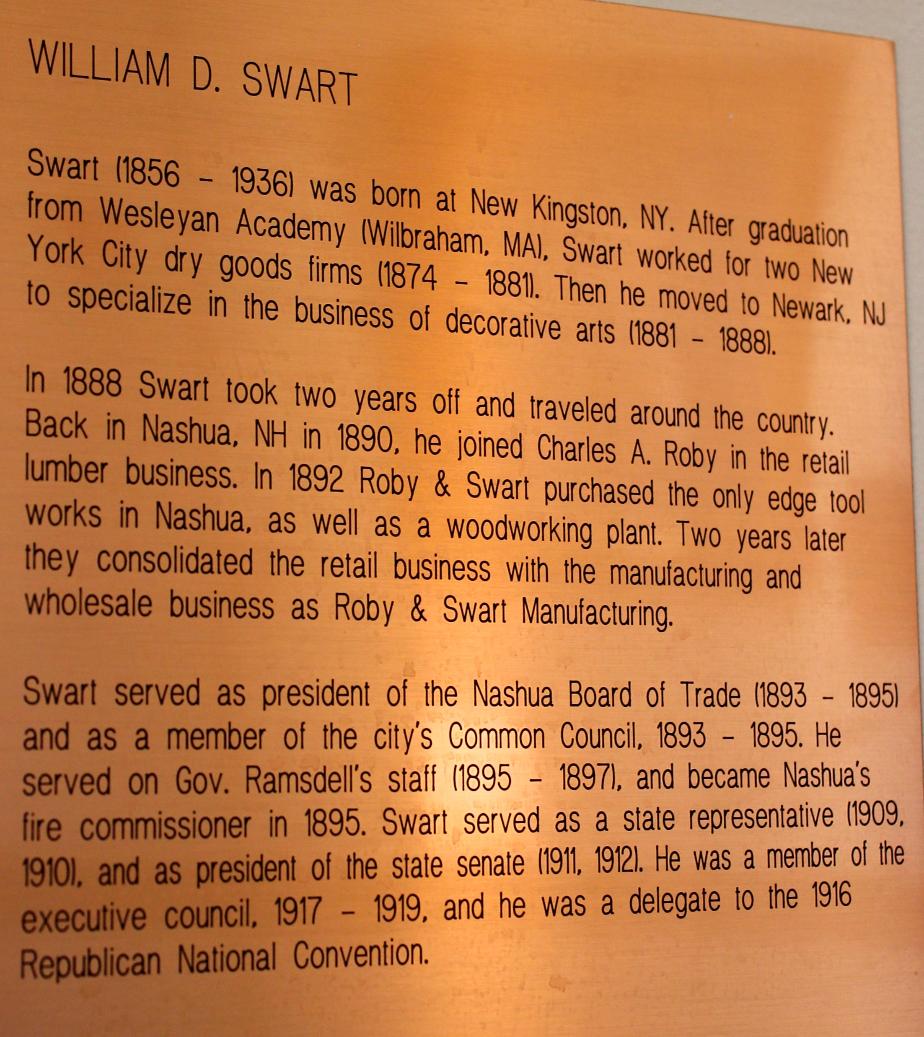 WILLIAM D. SWART
Swart (1856 - 1936) was born at New Kingston, NY. After graduation
from Wesleyan Academy (Wilbraham, MA), Swart worked for two New
York City dry goods firms (1874 - 1881). Then he moved to Newark, NJ
to specialize in the business of decorative arts (1881 - 1888).
In 1888 Swart took two years off and traveled around the country.
Back in Nashua, NH in 1890, he joined Charles A. Roby in the retail
lumber business. In 1892 Roby & Swart purchased the only edge tool
works in Nashua, as well as a woodworking plant. Two years later
they consolidated the retail business with the manufacturing and
wholesale business as Roby & Swart Manufacturing.
Swart served as president of the Nashua Board of Trade (1893 - 1895)
and as a member of the city's Common Council, 1893 - 1895. He
served on Gov. Ramsdell's staff (1895 - 1897), and became Nashua's
fire commissioner in 1895. Swart served as a state representative (1909,
1910), and as president of the state senate (1911, 1912). He was a member of the
executive council, 1917 - 1919, and he was a delegate to the 1916
Republican National Convention.